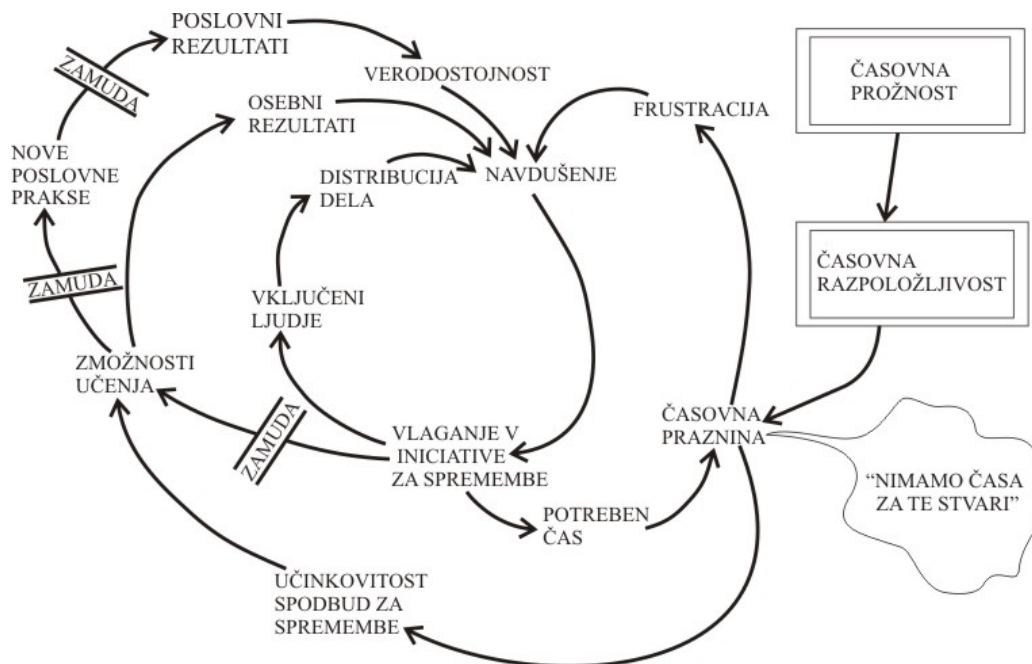 POSLOVNI
REZULTATI
ZAMUDA
VERODOSTOJNOST
OSEBNI
REZULTATI
FRUSTRACIJA
ČASOVNA
PROŽNOST
NOVE
POSLOVNE
PRAKSE
DISTRIBUCIJA
DELA
NAVDUŠENJE
ZAMUDA
VKLJUČENI
LJUDJE
ČASOVNA
RAZPOLOŽLJIVOST
ZMOŽNOSTI
UČENJA
ZAMUDA
VLAGANJE V
INICIATIVE
ZA SPREMEMBE
ČASOVNA
PRAZNINA
“NIMAMO ČASA
ZA TE STVARI”
POTREBEN
ČAS
UČINKOVITOST
SPODBUD ZA
SPREMEMBE